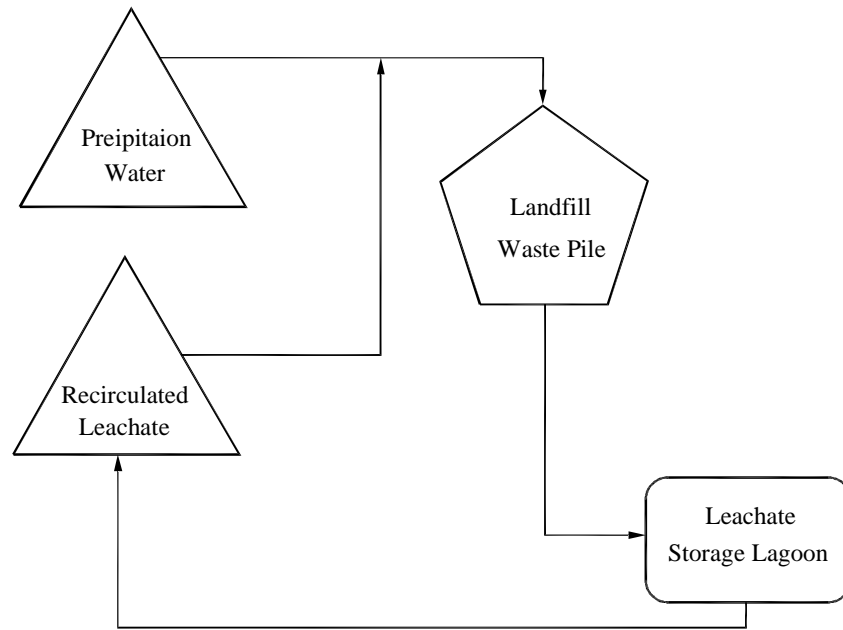 Preipitaion
Water
Landfill
Waste Pile
Recirculated
Leachate
Leachate
Storage Lagoon